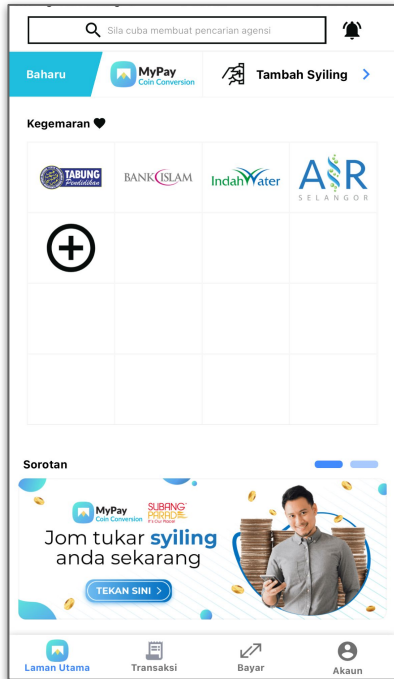 Sila cuba membuat pencarian agensi
Baharu
MyPay
Coin Conversion
Tambah Syiling
Kegemaran
TABUNG
Pendidikan
BANK ISLAM
IndahWater
AIR
SELANGOR
Sorotan
MyPay
Coin Conversion
SUBANG
PARADE
It's Our Place!
Jom tukar syiling
anda sekarang
TEKAN SINI >
Laman Utama
Transaksi
Bayar
Akaun